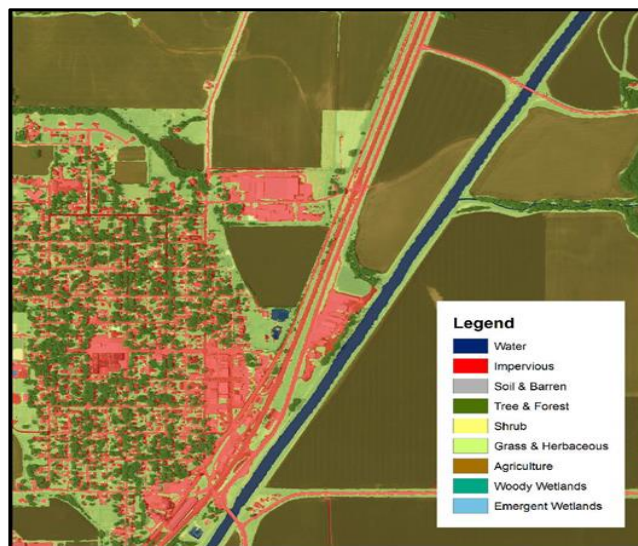 Legend
Water
Impervious
Soil & Barren
Tree & Forest
Shrub
Grass & Herbaceous
Agriculture
Woody Wetlands
Emergent Wetlands